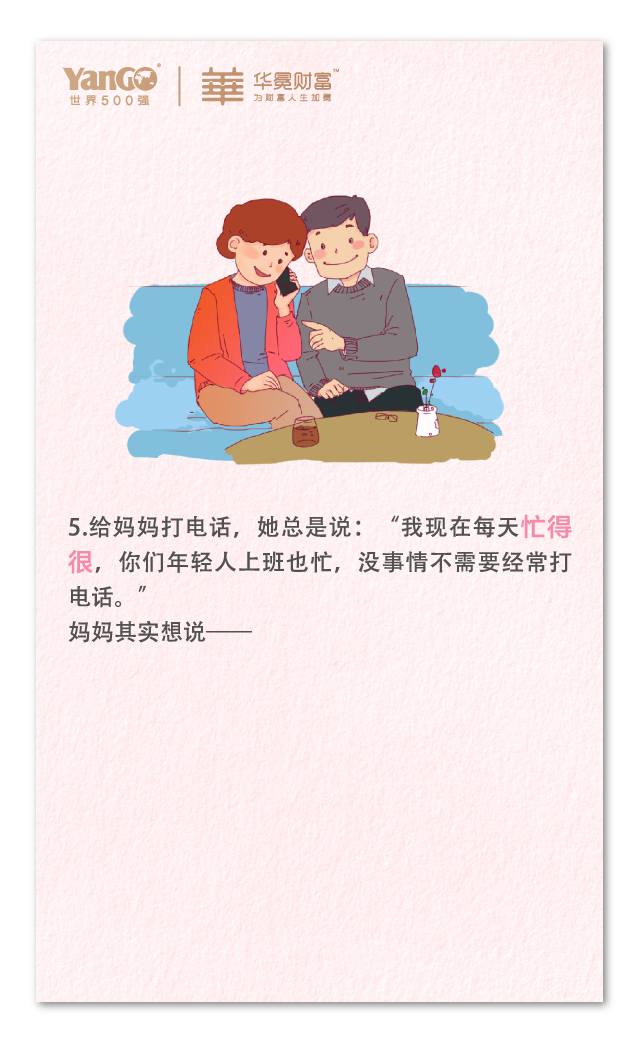 YanGO
世界500强
華
华冕财富™
为财富人生加冕
5.给妈妈打电话，她总是说：“我现在每天忙得
很，你们年轻人上班也忙，没事情不需要经常打
电话。”
妈妈其实想说——